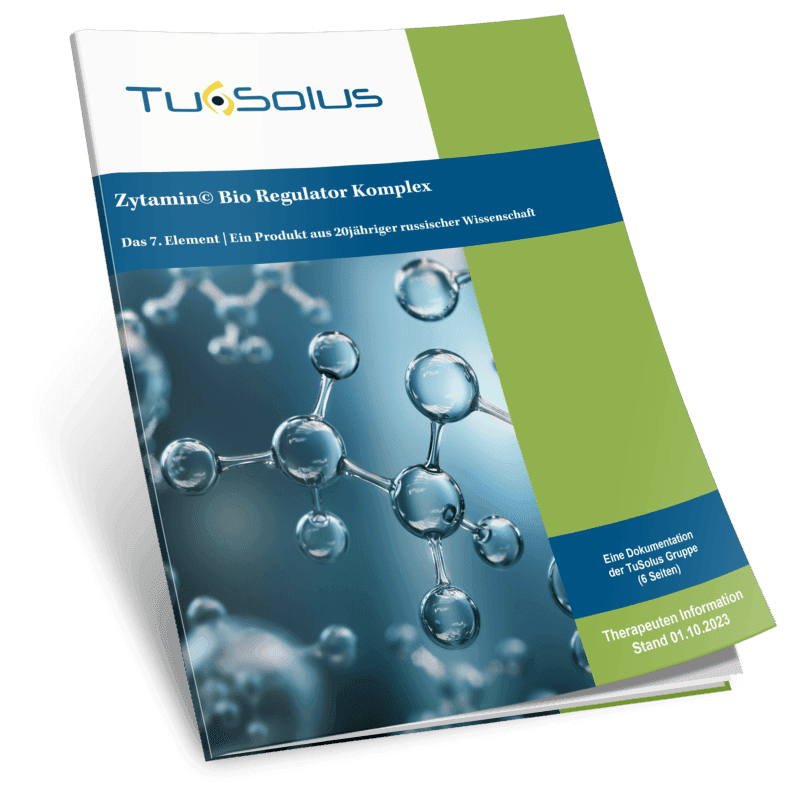 TuSolus
Zytamin© Bio Regulator Komplex
Das 7. Element | Ein Produkt aus 20jähriger russischer Wissenschaft
Eine Dokumentation
der TuSolus Gruppe
(6 Seiten)
Therapeuten Information
Stand 01.10.2023